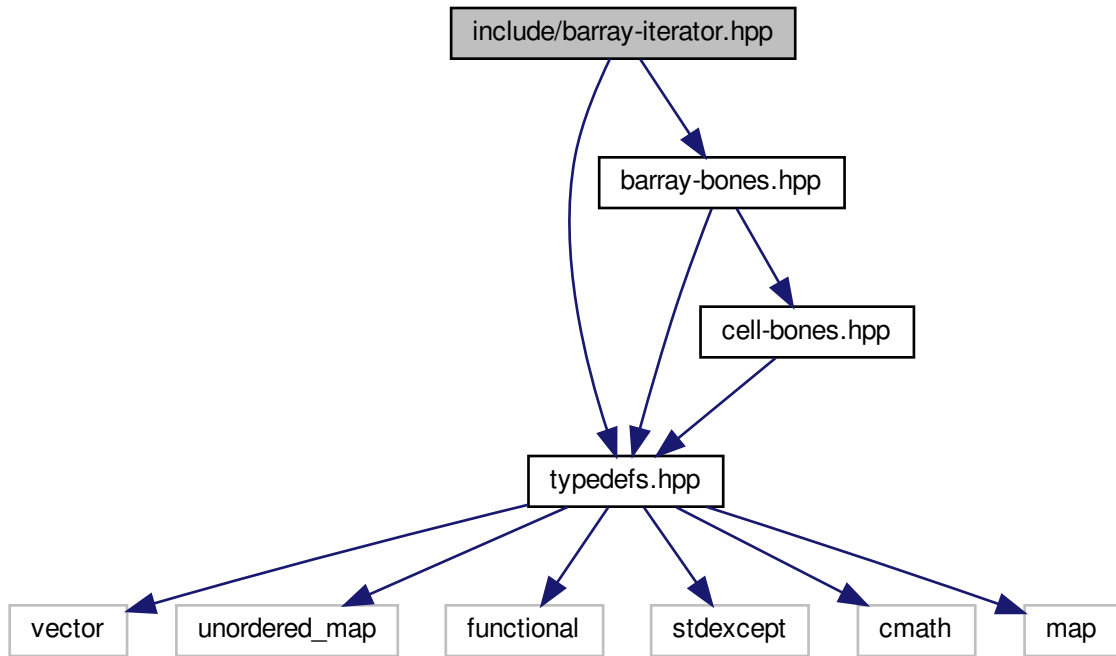 include/barray-iterator.hpp
barray-bones.hpp
cell-bones.hpp
typedefs.hpp
vector
unordered_map
functional
stdexcept
cmath
map